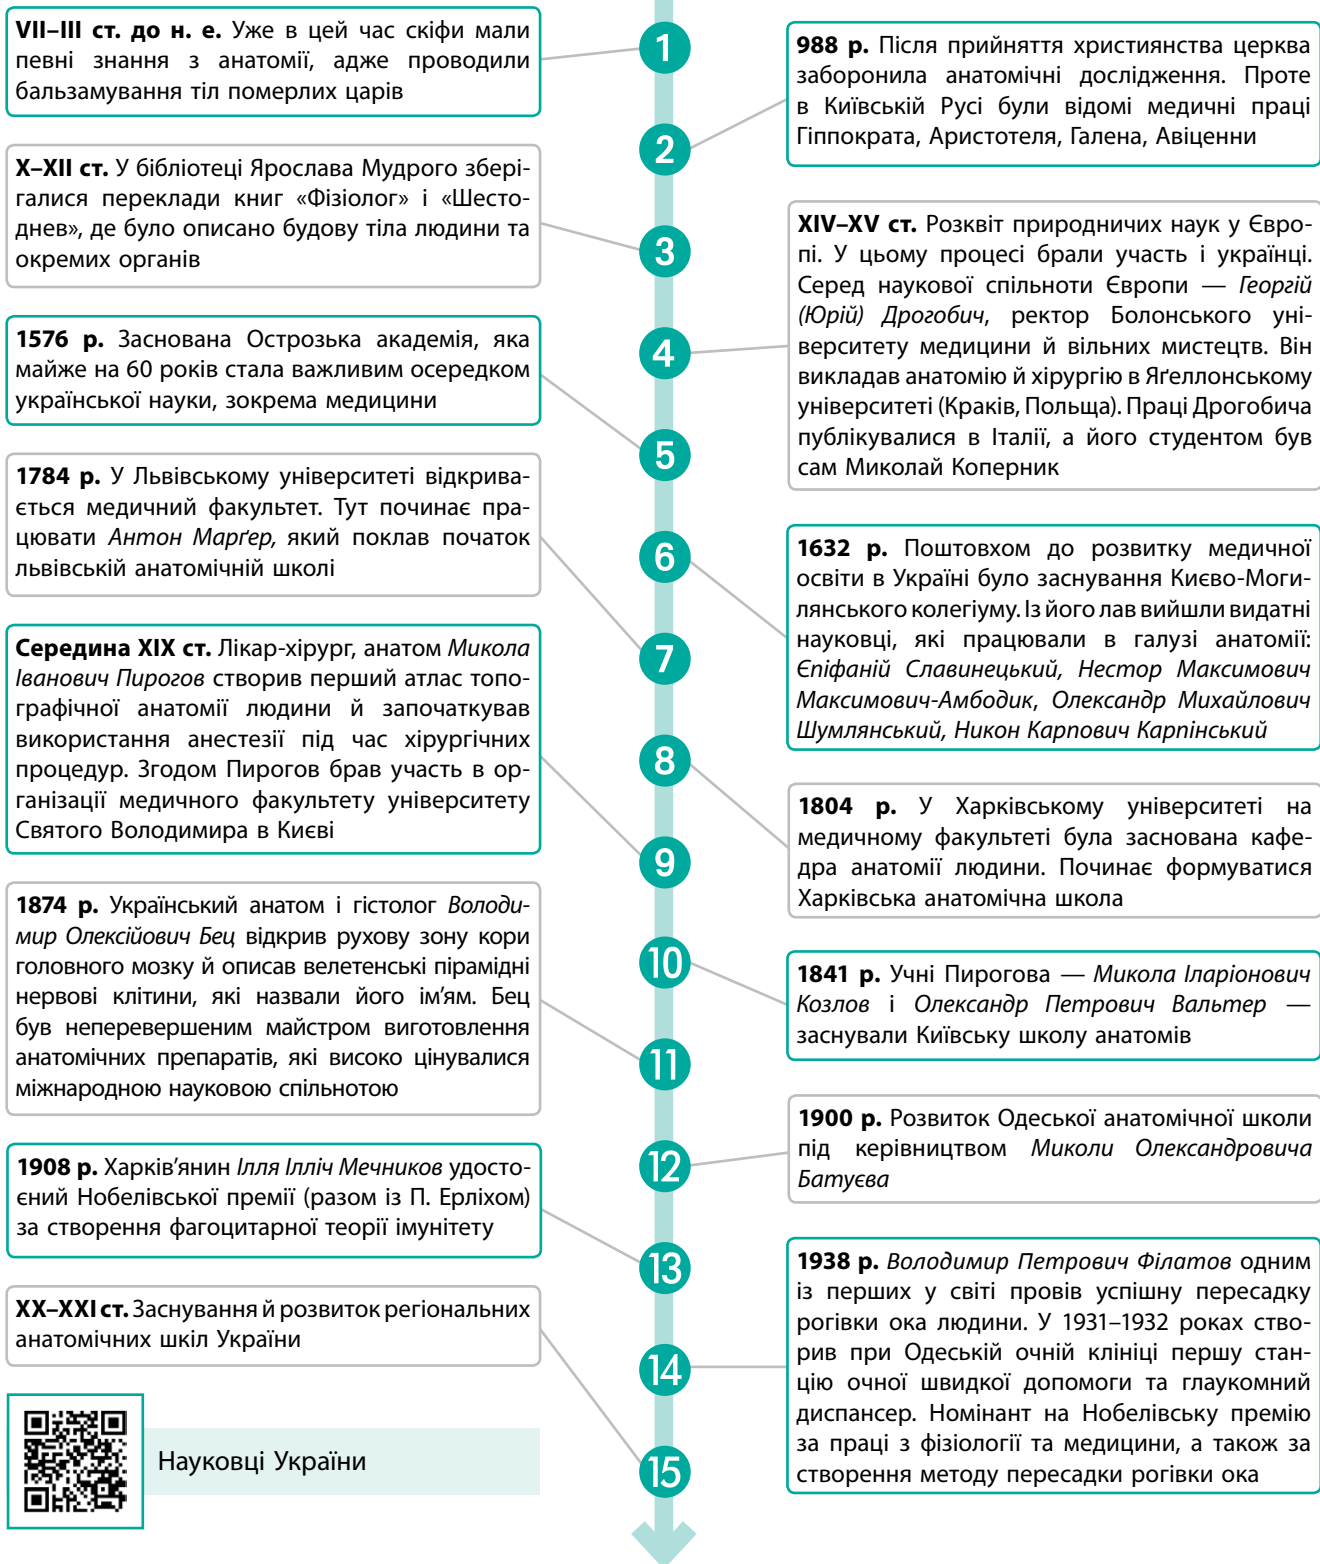 VII–III ст. до н. е. Уже в цей час скіфи мали
певні знання з анатомії, адже проводили
бальзамування тіл померлих царів
1
988 р. Після прийняття християнства церква
заборонила анатомічні дослідження. Проте
в Київській Русі були відомі медичні праці
Гіппократа, Аристотеля, Галена, Авіценни
2
X–XII ст. У бібліотеці Ярослава Мудрого збері-
галися переклади книг «Фізіолог» і «Шесто-
днев», де було описано будову тіла людини та
окремих органів
3
XIV–XV ст. Розквіт природничих наук у Євро-
пі. У цьому процесі брали участь і українці.
Серед наукової спільноти Європи — Георгій
(Юрій) Дрогобич, ректор Болонського уні-
верситету медицини й вільних мистецтв. Він
викладав анатомію й хірургію в Яґеллонському
університеті (Краків, Польща). Праці Дрогобича
публікувалися в Італії, а його студентом був
сам Миколай Коперник
4
1576 р. Заснована Острозька академія, яка
майже на 60 років стала важливим осередком
української науки, зокрема медицини
5
1632 р. Поштовхом до розвитку медичної
освіти в Україні було заснування Києво-Моги-
лянського колегіуму. Із його лав вийшли видатні
науковці, які працювали в галузі анатомії:
Єпіфаній Славинецький, Нестор Максимович
Максимович-Амбодик, Олександр Михайлович
Шумлянський, Никон Карпович Карпінський
6
1784 р. У Львівському університеті відкрива-
ється медичний факультет. Тут починає пра-
цювати Антон Марґер, який поклав початок
львівській анатомічній школі
7
1804 р. У Харківському університеті на
медичному факультеті була заснована кафе-
дра анатомії людини. Починає формуватися
Харківська анатомічна школа
8
Середина XIX ст. Лікар-хірург, анатом Микола
Іванович Пирогов створив перший атлас топо-
графічної анатомії людини й започаткував
використання анестезії під час хірургічних
процедур. Згодом Пирогов брав участь в ор-
ганізації медичного факультету університету
Святого Володимира в Києві
9
1841 р. Учні Пирогова — Микола Іларіонович
Козлов і Олександр Петрович Вальтер —
заснували Київську школу анатомів
10
1874 р. Український анатом і гістолог Володи-
мир Олексійович Бец відкрив рухову зону кори
головного мозку й описав велетенські пірамідні
нервові клітини, які назвали його ім'ям. Бец
був неперевершеним майстром виготовлення
анатомічних препаратів, які високо цінувалися
міжнародною науковою спільнотою
11
1900 р. Розвиток Одеської анатомічної школи
під керівництвом Миколи Олександровича
Батуєва
12
1908 р. Харків'янин Ілля Ілліч Мечников удосто-
єний Нобелівської премії (разом із П. Ерліхом)
за створення фагоцитарної теорії імунітету
13
1938 р. Володимир Петрович Філатов одним
із перших у світі провів успішну пересадку
рогівки ока людини. У 1931–1932 роках ство-
рив при Одеській очній клініці першу стан-
цію очної швидкої допомоги та глаукомний
диспансер. Номінант на Нобелівську премію
за праці з фізіології та медицини, а також за
створення методу пересадки рогівки ока
14
XX–XXI ст. Заснування й розвиток регіональних
анатомічних шкіл України
15
Науковці України